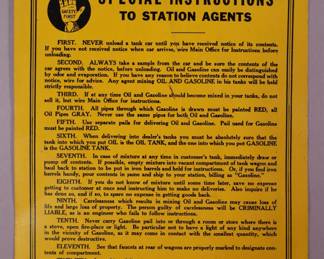 SAFETY
FIRST
SPECIAL INSTRUCTIONS
TO STATION AGENTS
FIRST. NEVER unload a tank car until you have received notice of its contents.
If you have not received notice when car arrives, wire Main Office for Instructions before
unloading.
SECOND. ALWAYS take a sample from the car and be sure the contents of the
car agrees with the notice, before unloading. Oil and Gasoline can easily be distinguished
by odor and evaporation. If you have any reason to believe contents do not correspond with
notice, wire for advice. Any agent mixing OIL AND GASOLINE in his tanks will be held
strictly responsible.
THIRD. If at any time Oil and Gasoline should become mixed in your tanks, do not
sell it, but wire Main Office for instructions.
FOURTH. All pipes through which Gasoline is drawn must be painted RED, all
Oil Pipes GRAY. Never use the same pipes for both Oil and Gasoline.
FIFTH. Use separate pails for delivering Oil and Gasoline. Pail used for Gasoline
must be painted RED.
SIXTH. When delivering into dealer's tanks you must be absolutely sure that the
tank into which you put OIL is the OIL TANK, and the one into which you put GASOLINE
is the GASOLINE TANK.
SEVENTH. In case of mixture at any time in customer's tank, immediately draw or
pump off contents. If possible, empty mixture into vacant compartment of tank wagon and
haul back to station to be put in iron barrels and hold for instructions. Or, if you find iron
barrels handy, pour contents in same and ship to your station, billing as "Gasoline."
EIGHTH. If you do not know of mixture until some time later, save no expense
getting to customer at once and instructing him to make no deliveries. Also inquire if he
has done so, and if so, to spare no expense in getting it back.
NINTH. Carelessness which results in mixing Oil and Gasoline may cause loss of
life and large loss of property. The person guilty of carelessness will be CRIMINALLY
LIABLE, as is an engineer who fails to follow instructions.
TENTH. Never carry Gasoline pail into or through a room or store where there is
a stove, open fire-place or light. Be particular not to have a light of any kind anywhere
in the vicinity of Gasoline, as it may come in contact with the smallest quantity, which
would prove destructive.
ELEVENTH. See that faucets at rear of wagons are properly marked to designate con-
tents of compartment.